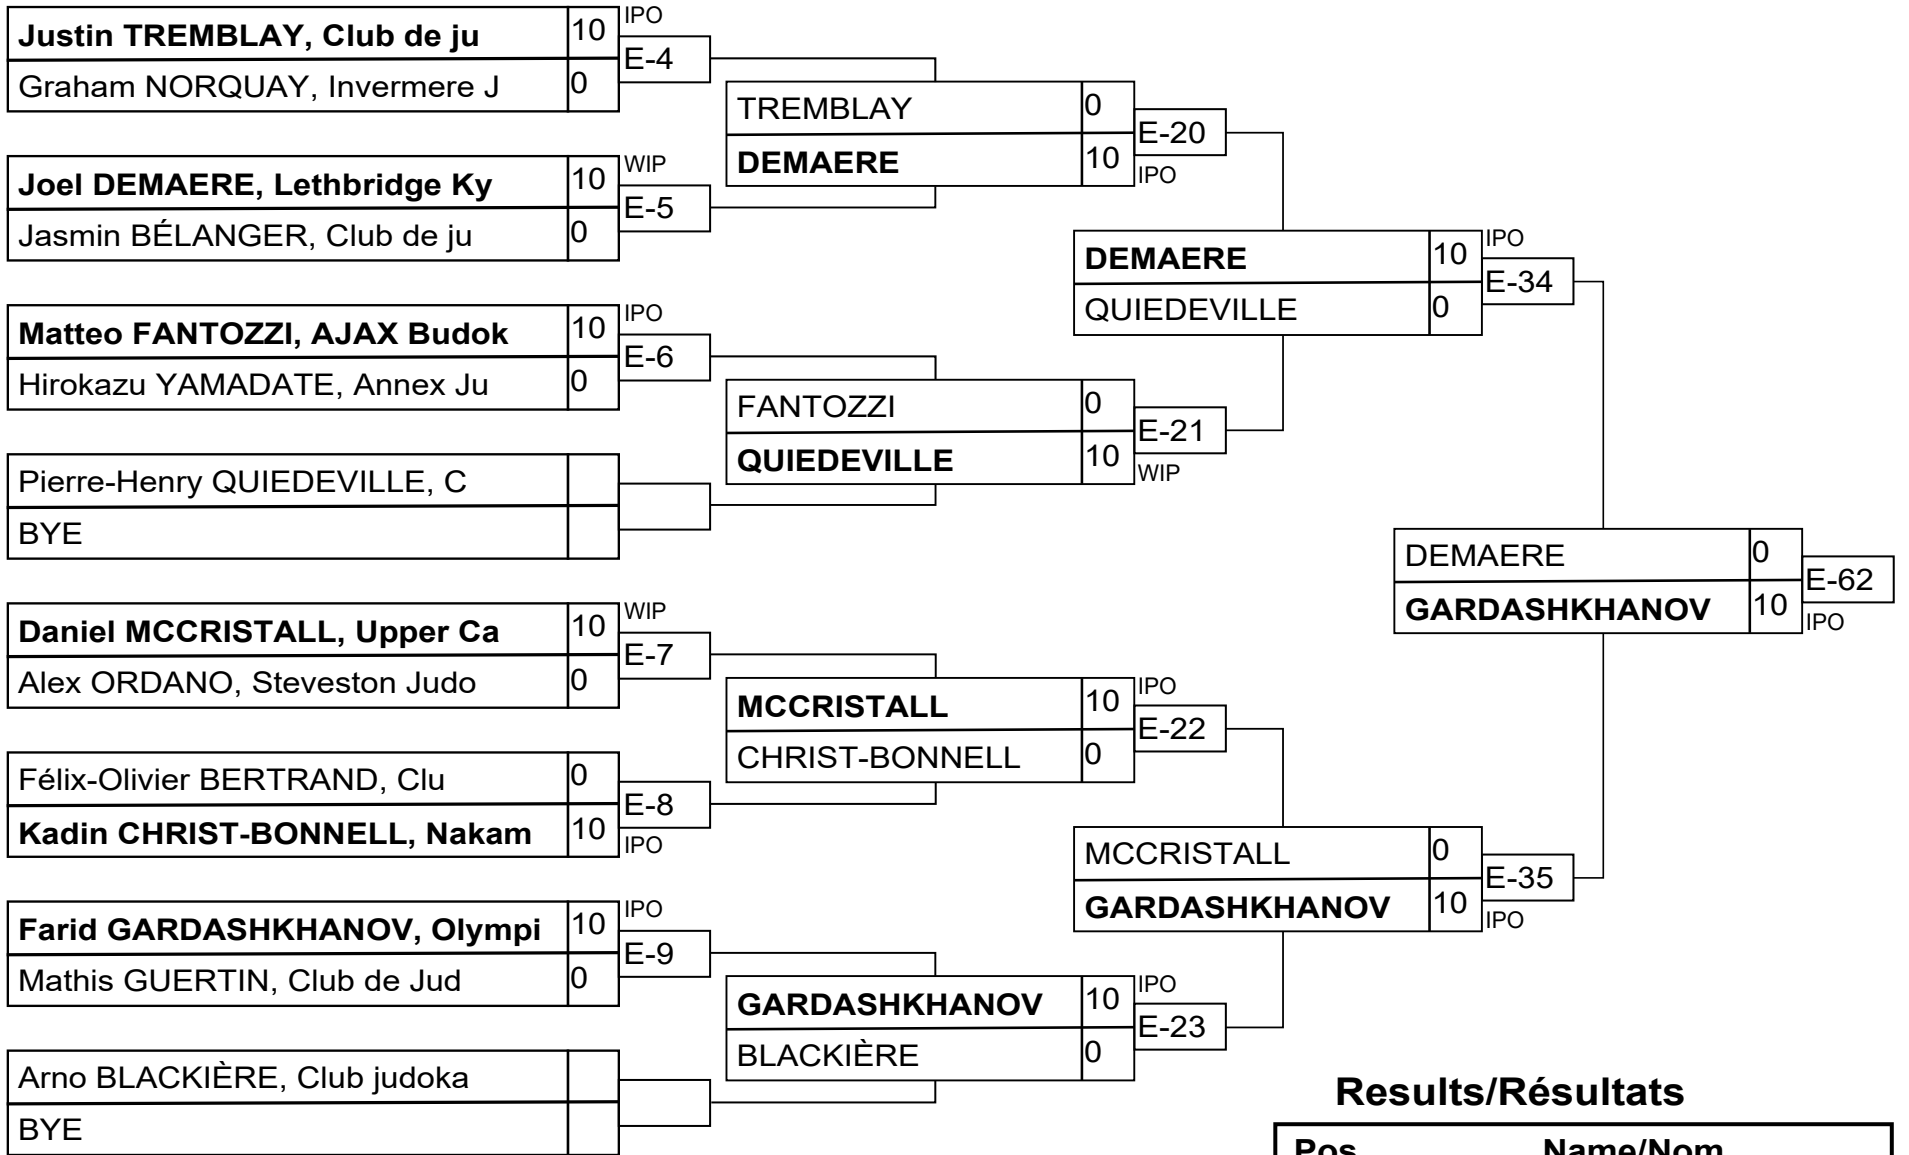 Justin TREMBLAY, Club de ju 10 IPO
E-4
Graham NORQUAY, Invermere J 0
Joel DEMAERE, Lethbridge Ky 10 WIP
E-5
Jasmin BÉLANGER, Club de ju 0
Matteo FANTOZZI, AJAX Budok 10 IPO
E-6
Hirokazu YAMADATE, Annex Ju 0
Pierre-Henry QUIEDEVILLE, C
BYE
Daniel MCCRISTALL, Upper Ca 10 WIP
E-7
Alex ORDANO, Steveston Judo 0
Félix-Olivier BERTRAND, Clu 0
E-8
Kadin CHRIST-BONNELL, Nakam 10 IPO
Farid GARDASHKHANOV, Olympi 10 IPO
E-9
Mathis GUERTIN, Club de Jud 0
Arno BLACKIÈRE, Club judoka
BYE
TREMBLAY 0
E-20
DEMAERE 10 IPO
FANTOZZI 0
E-21
QUIEDEVILLE 10 WIP
MCCRISTALL 10 IPO
E-22
CHRIST-BONNELL 0
GARDASHKHANOV 10 IPO
E-23
BLACKIÈRE 0
DEMAERE 10 IPO
E-34
QUIEDEVILLE 0
MCCRISTALL 0
E-35
GARDASHKHANOV 10 IPO
DEMAERE 0
E-62
GARDASHKHANOV 10 IPO
Results/Résultats
Pos Name/Nom